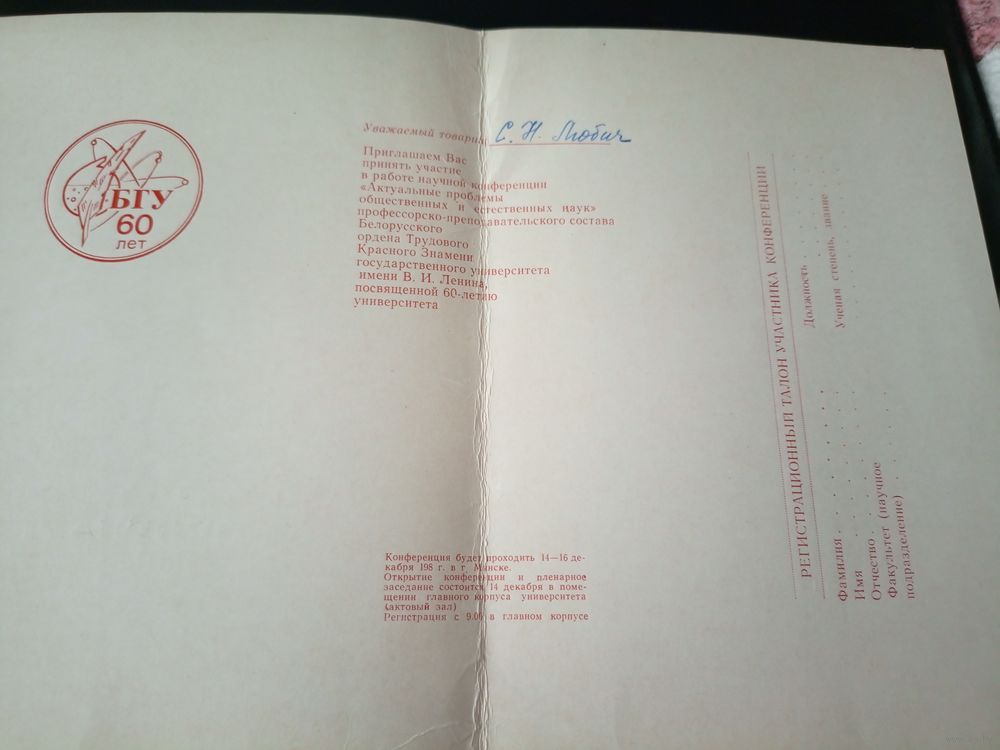 БГУ
60
лет
Уважаемый товарищ С. Н. Любич
Приглашаем Вас
принять участие
в работе научной конференции
«Актуальные проблемы
общественных и естественных наук»
профессорско-преподавательского состава
Белорусского
ордена Трудового
Красного Знамени
государственного университета
имени В. И. Ленина,
посвященной 60-летию
университета
Конференция будет проходить 14—16 де-
кабря 198 г. в г. Минске.
Открытие конференции и пленарное
заседание состоится 14 декабря в поме-
щении главного корпуса университета
(актовый зал)
Регистрация с 9.00 в главном корпусе
РЕГИСТРАЦИОННЫЙ ТАЛОН УЧАСТНИКА КОНФЕРЕНЦИИ
Фамилия . . . . . . . .
Имя . . . . . . . .
Отчество . . . . . . . .
Факультет (научное
подразделение) . . . . . .
Должность . . . . . . . .
Ученая степень, звание